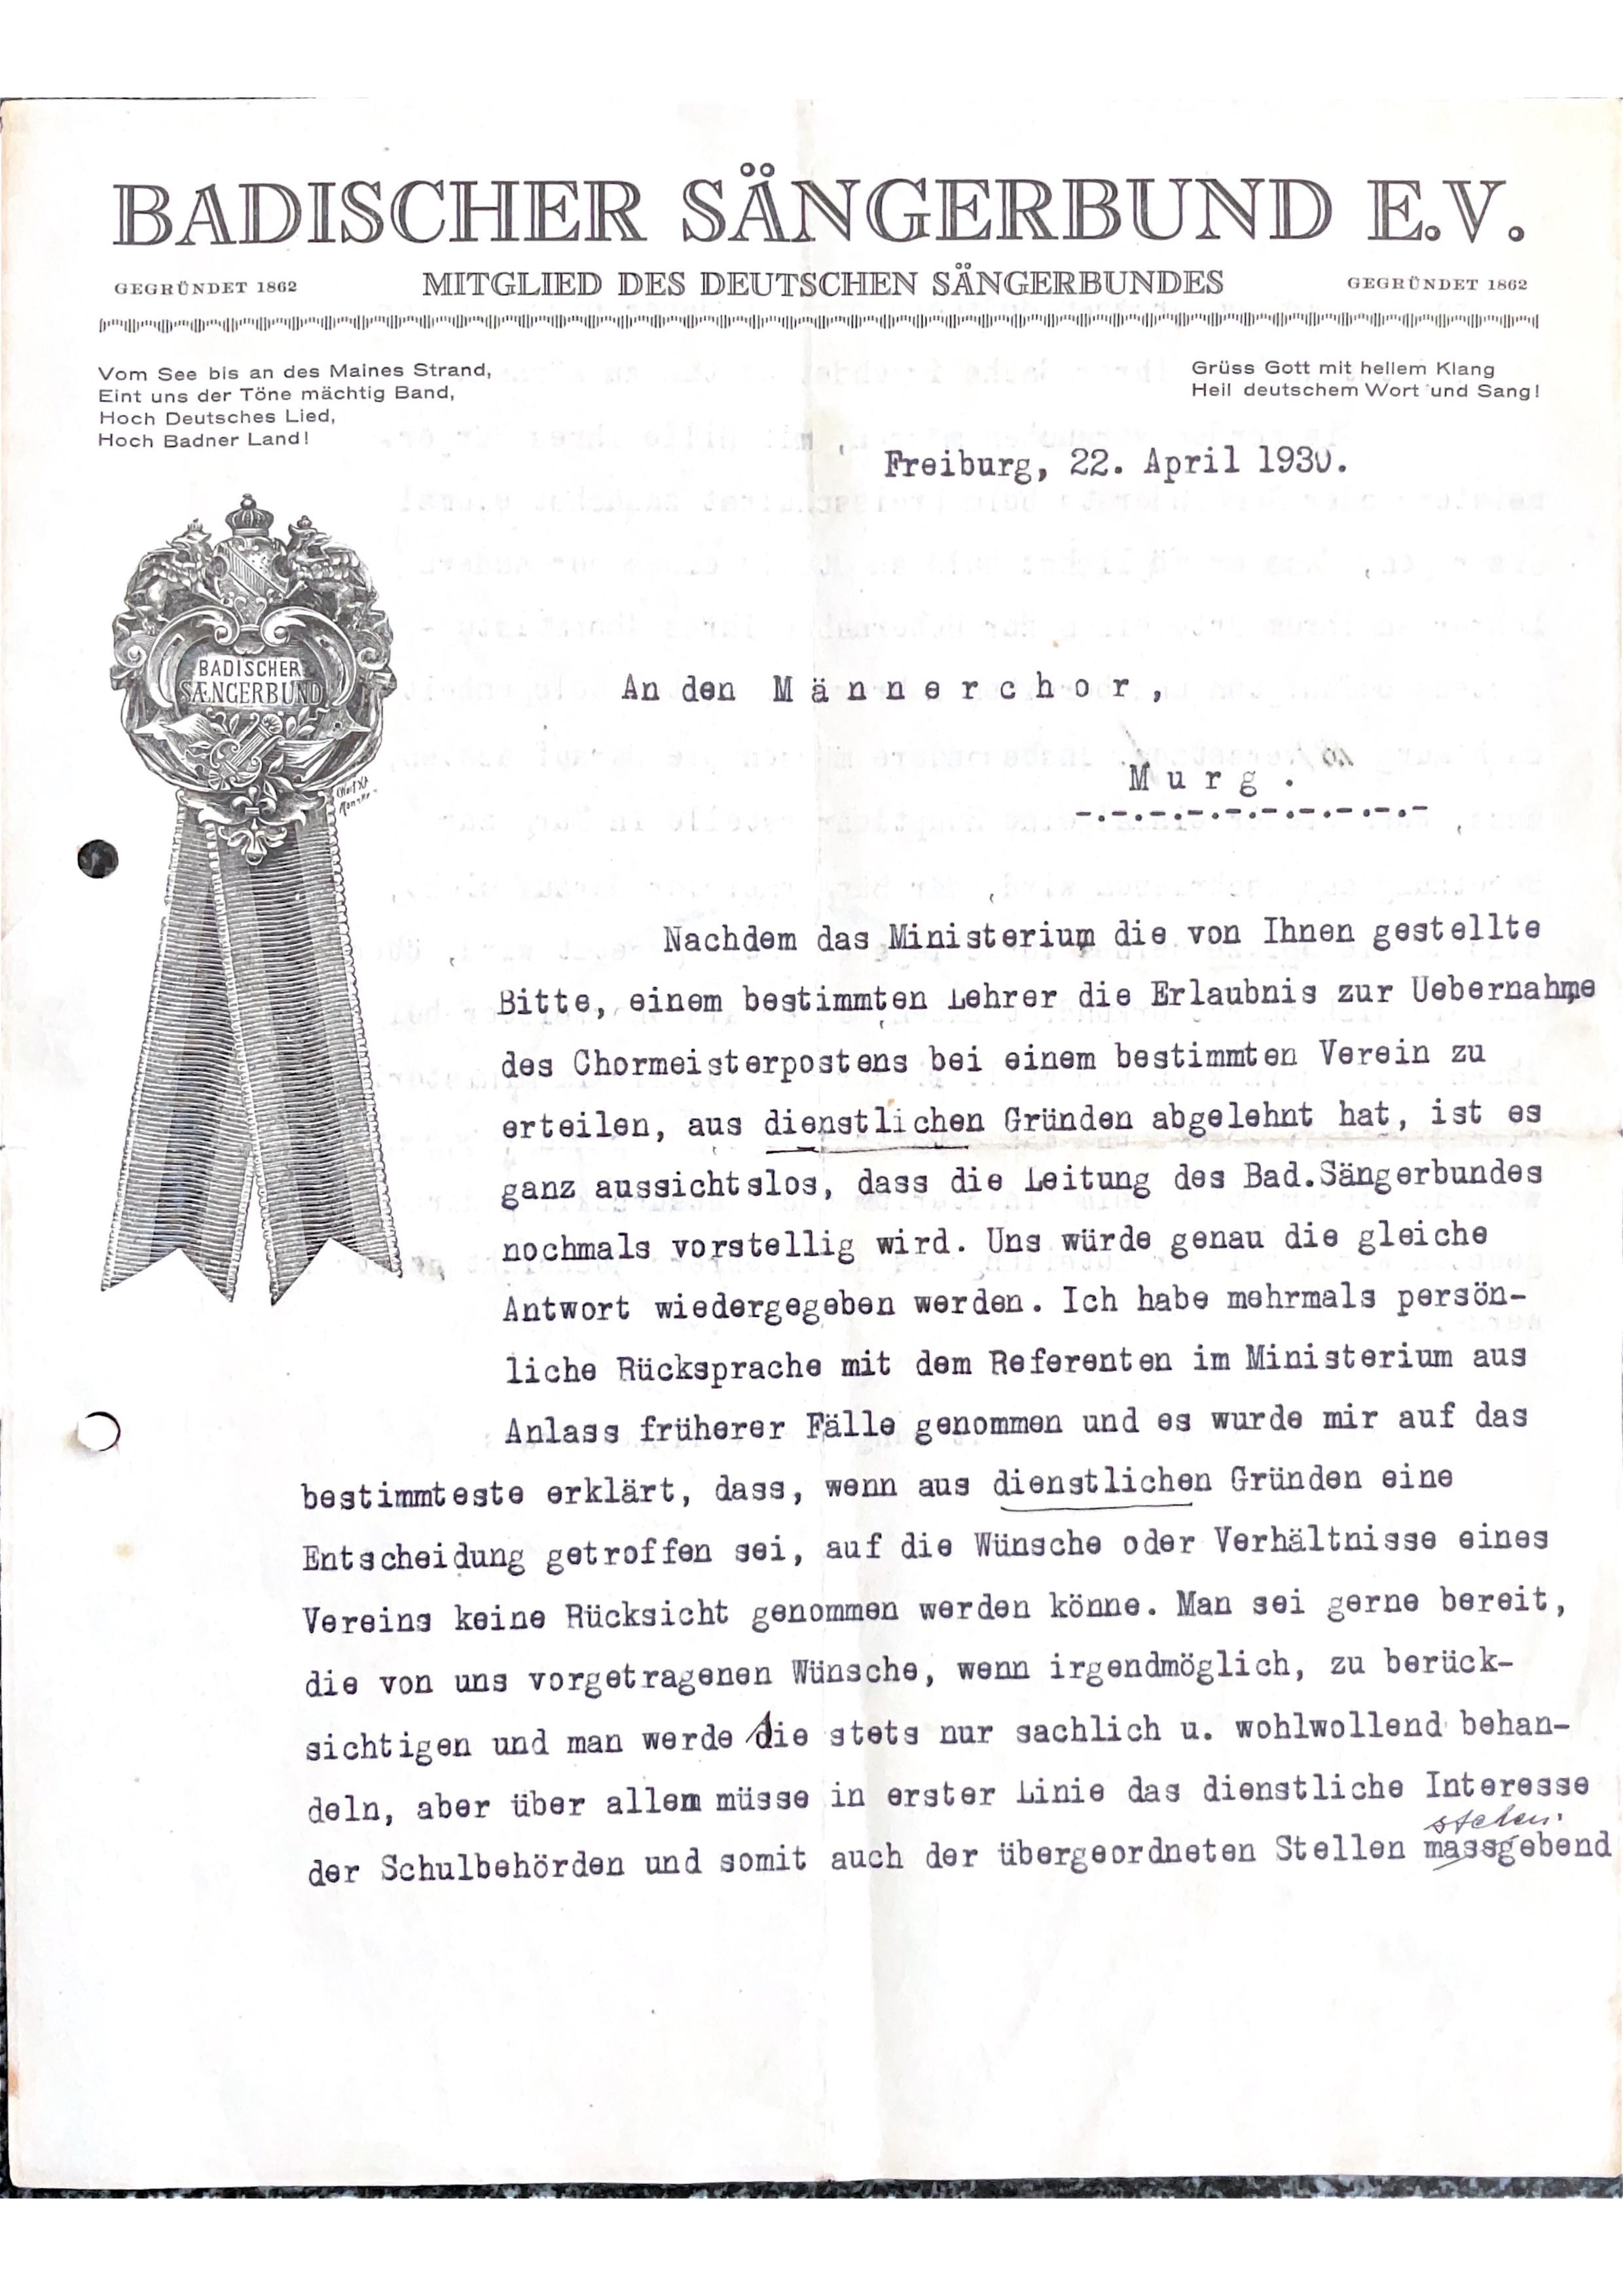 BADISCHER SÄNGERBUND E.V.
GEGRÜNDET 1862 MITGLIED DES DEUTSCHEN SÄNGERBUNDES GEGRÜNDET 1862
Vom See bis an des Maines Strand,
Eint uns der Töne mächtig Band,
Hoch Deutsches Lied,
Hoch Badner Land!
Grüss Gott mit hellem Klang
Heil deutschem Wort und Sang!
Freiburg, 22. April 1930.
BADISCHER
SÆNGERBUND
An den Männerchor,
Murg.
Nachdem das Ministerium die von Ihnen gestellte
Bitte, einem bestimmten Lehrer die Erlaubnis zur Uebernahme
des Chormeisterpostens bei einem bestimmten Verein zu
erteilen, aus dienstlichen Gründen abgelehnt hat, ist es
ganz aussichtslos, dass die Leitung des Bad.Sängerbundes
nochmals vorstellig wird. Uns würde genau die gleiche
Antwort wiedergegeben werden. Ich habe mehrmals persön-
liche Rücksprache mit dem Referenten im Ministerium aus
Anlass früherer Fälle genommen und es wurde mir auf das
bestimmteste erklärt, dass, wenn aus dienstlichen Gründen eine
Entscheidung getroffen sei, auf die Wünsche oder Verhältnisse eines
Vereins keine Rücksicht genommen werden könne. Man sei gerne bereit,
die von uns vorgetragenen Wünsche, wenn irgendmöglich, zu berück-
sichtigen und man werde die stets nur sachlich u. wohlwollend behan-
deln, aber über allem müsse in erster Linie das dienstliche Interesse
stehen.
der Schulbehörden und somit auch der übergeordneten Stellen massgebend